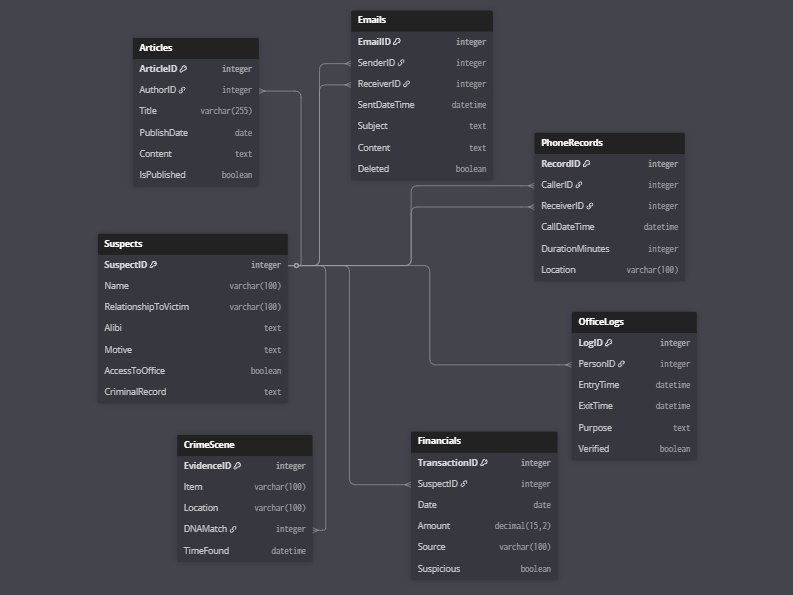 Emails
EmailID integer
SenderID integer
ReceiverID integer
SentDateTime datetime
Subject text
Content text
Deleted boolean
Articles
ArticleID integer
AuthorID integer
Title varchar(255)
PublishDate date
Content text
IsPublished boolean
PhoneRecords
RecordID integer
CallerID integer
ReceiverID integer
CallDateTime datetime
DurationMinutes integer
Location varchar(100)
Suspects
SuspectID integer
Name varchar(100)
RelationshipToVictim varchar(100)
Alibi text
Motive text
AccessToOffice boolean
CriminalRecord text
OfficeLogs
LogID integer
PersonID integer
EntryTime datetime
ExitTime datetime
Purpose text
Verified boolean
CrimeScene
EvidenceID integer
Item varchar(100)
Location varchar(100)
DNAMatch integer
TimeFound datetime
Financials
TransactionID integer
SuspectID integer
Date date
Amount decimal(15,2)
Source varchar(100)
Suspicious boolean